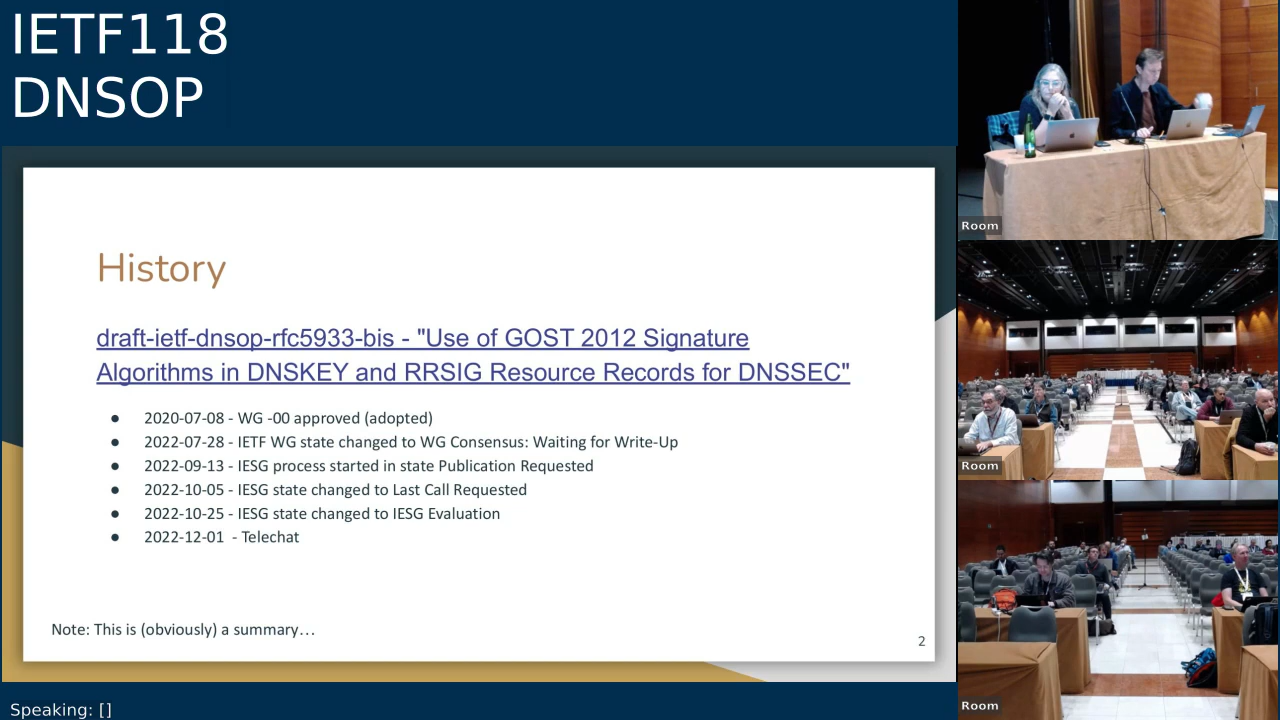 IETF118
DNSOP
History
draft-ietf-dnsop-rfc5933-bis - "Use of GOST 2012 Signature
Algorithms in DNSKEY and RRSIG Resource Records for DNSSEC"
● 2020-07-08 - WG -00 approved (adopted)
● 2022-07-28 - IETF WG state changed to WG Consensus: Waiting for Write-Up
● 2022-09-13 - IESG process started in state Publication Requested
● 2022-10-05 - IESG state changed to Last Call Requested
● 2022-10-25 - IESG state changed to IESG Evaluation
● 2022-12-01 - Telechat
Note: This is (obviously) a summary…
2
Speaking: []
Room
Room
Room